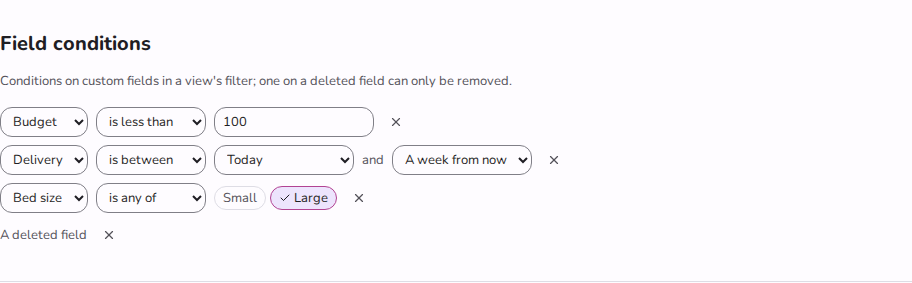 Field conditions
Conditions on custom fields in a view's filter; one on a deleted field can only be removed.
Budget is less than 100
Delivery is between Today and A week from now
Bed size is any of Small Large
A deleted field